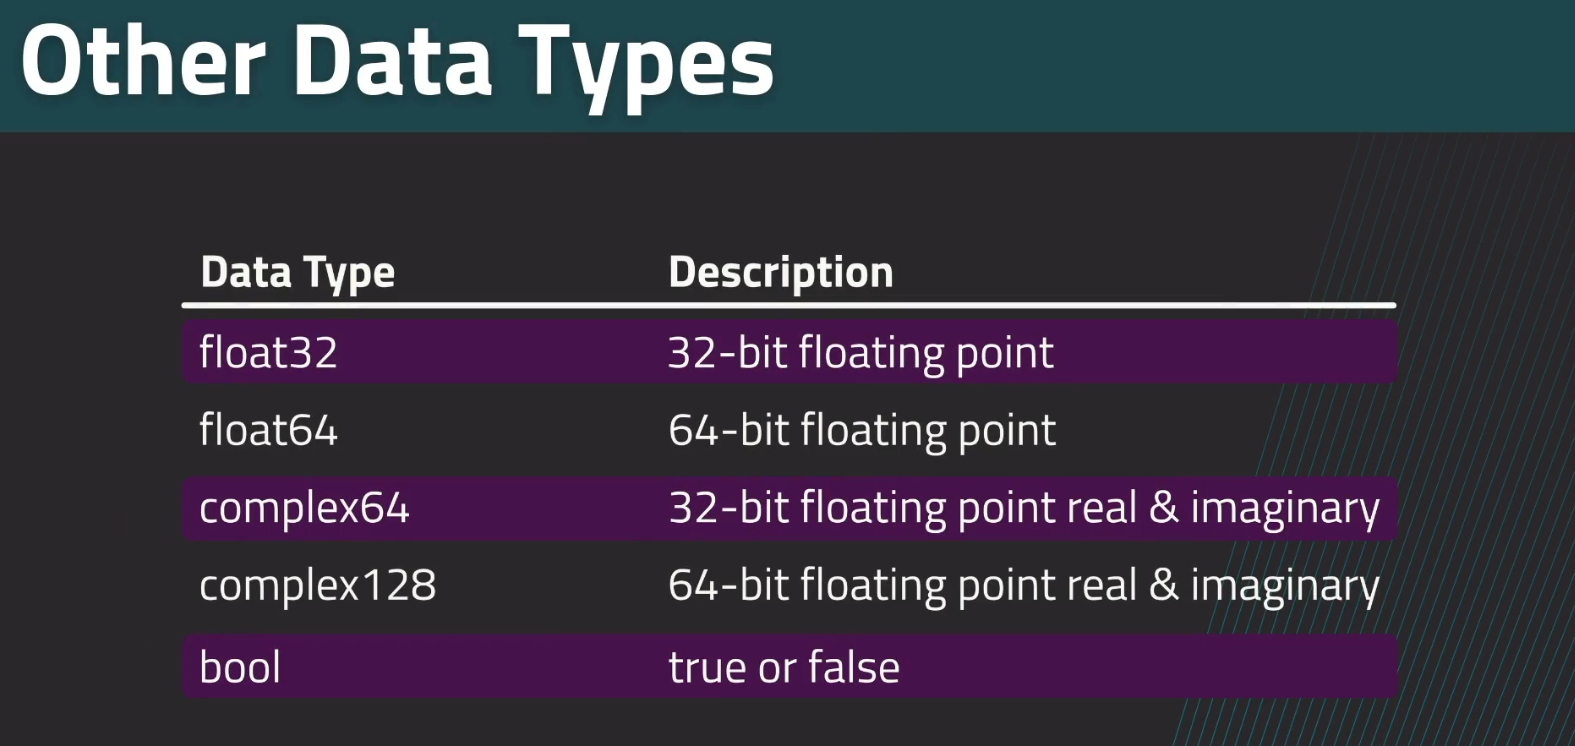 Other Data Types
Data Type Description
float32 32-bit floating point
float64 64-bit floating point
complex64 32-bit floating point real & imaginary
complex128 64-bit floating point real & imaginary
bool true or false